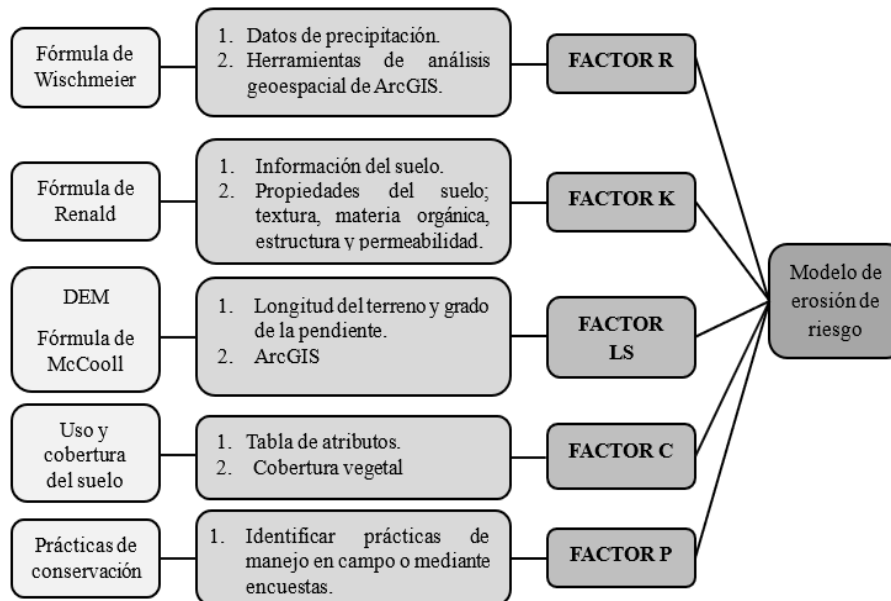 Fórmula de
Wischmeier
1. Datos de precipitación.
2. Herramientas de análisis
geoespacial de ArcGIS.
FACTOR R
Fórmula de
Renald
1. Información del suelo.
2. Propiedades del suelo;
textura, materia orgánica,
estructura y permeabilidad.
FACTOR K
DEM
Fórmula de
McCooll
1. Longitud del terreno y grado
de la pendiente.
2. ArcGIS
FACTOR
LS
Modelo de
erosión de
riesgo
Uso y
cobertura
del suelo
1. Tabla de atributos.
2. Cobertura vegetal
FACTOR C
Prácticas de
conservación
1. Identificar prácticas de
manejo en campo o mediante
encuestas.
FACTOR P